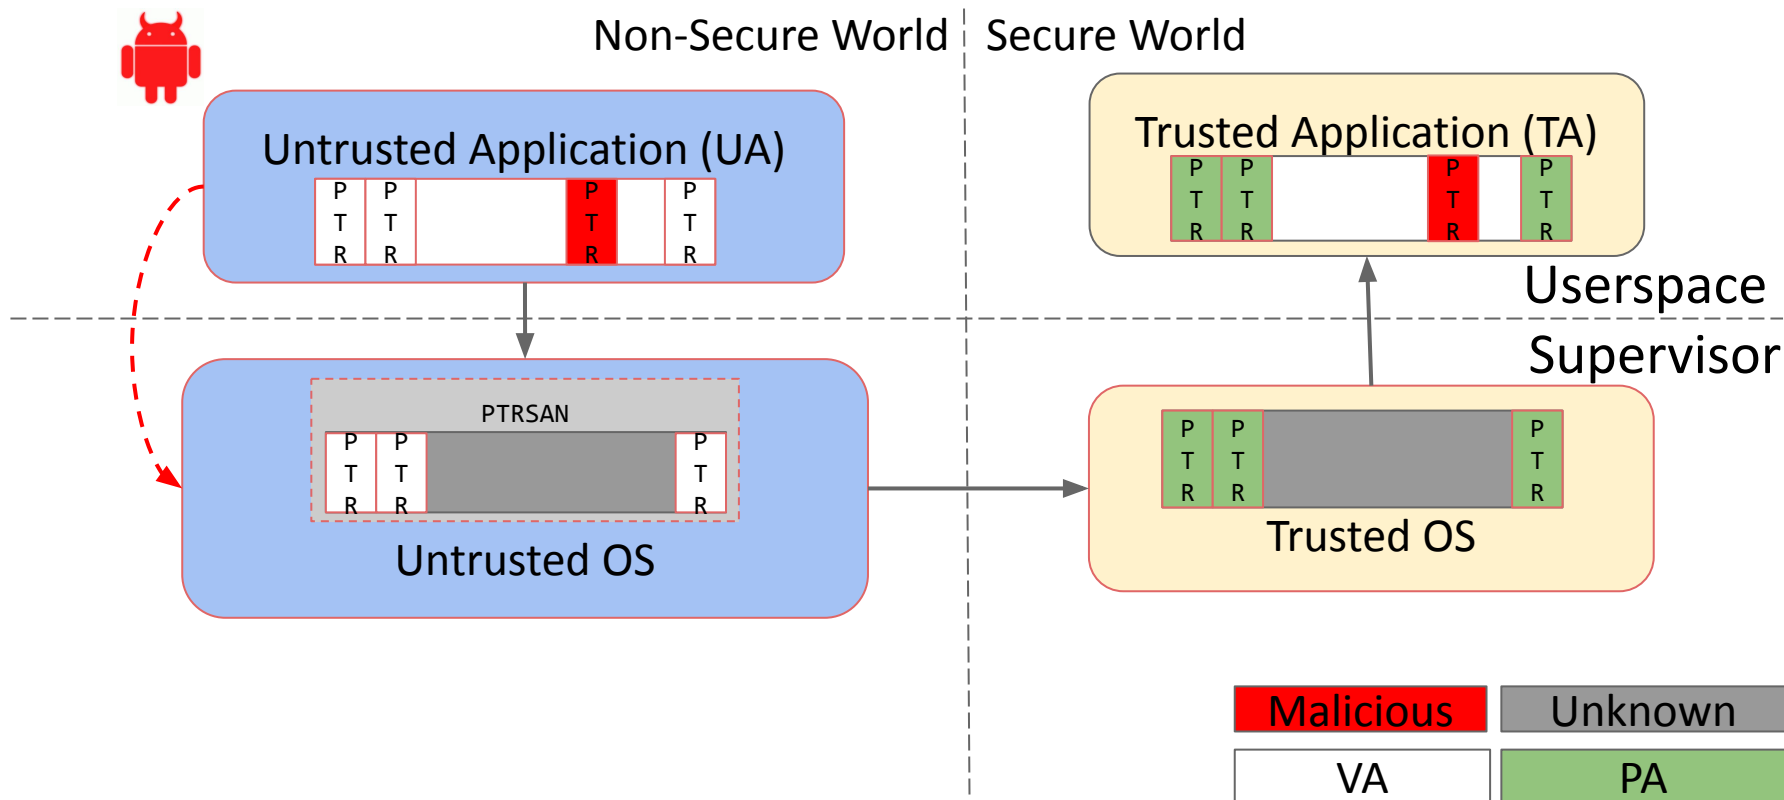 Non-Secure World
Secure World
Untrusted Application (UA)
P P P P
T T T T
R R R R
Trusted Application (TA)
P P P P
T T T T
R R R R
Userspace
Supervisor
PTRSAN
P P P
T T T
R R R
Untrusted OS
P P P
T T T
R R R
Trusted OS
Malicious
Unknown
VA
PA